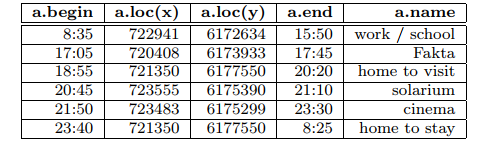 a.begin a.loc(x) a.loc(y) a.end a.name
8:35 722941 6172634 15:50 work / school
17:05 720408 6173933 17:45 Fakta
18:55 721350 6177550 20:20 home to visit
20:45 723555 6175390 21:10 solarium
21:50 723483 6175299 23:30 cinema
23:40 721350 6177550 8:25 home to stay